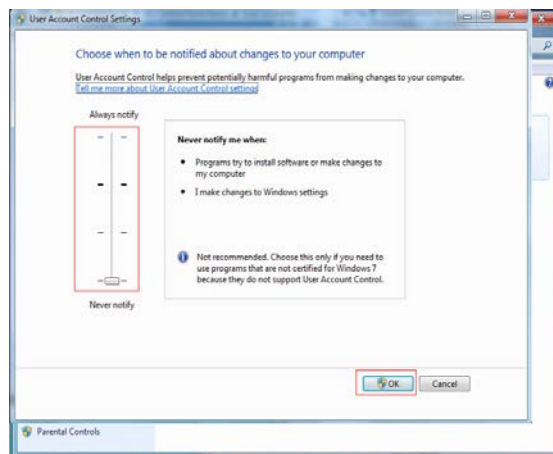 User Account Control Settings
Choose when to be notified about changes to your computer
User Account Control helps prevent potentially harmful programs from making changes to your computer.
Tell me more about User Account Control settings
Always notify
Never notify me when:
• Programs try to install software or make changes to
my computer
• I make changes to Windows settings
Not recommended. Choose this only if you need to
use programs that are not certified for Windows 7
because they do not support User Account Control.
Never notify
OK
Cancel
Parental Controls